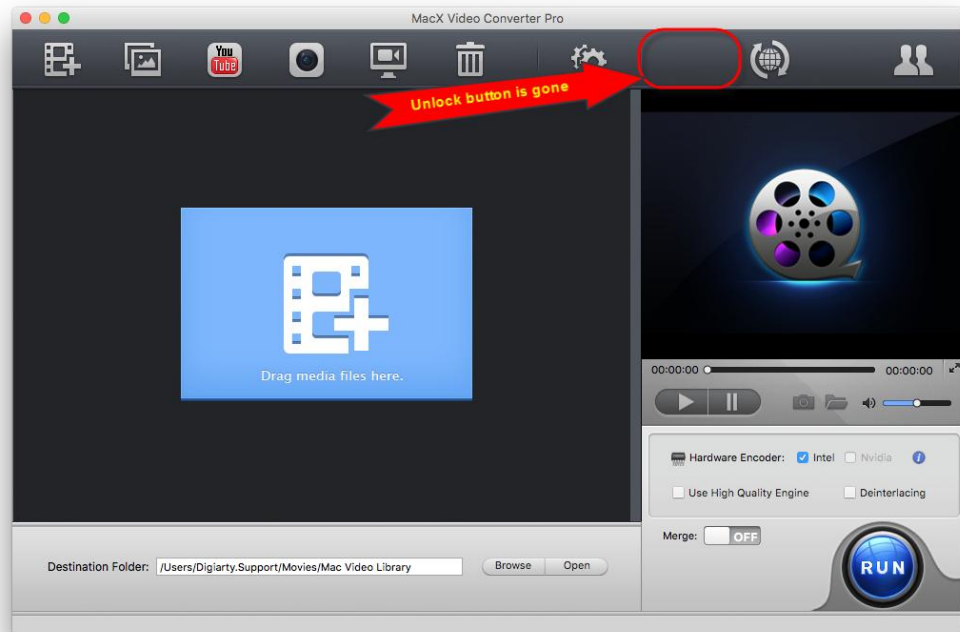 MacX Video Converter Pro
You
Tube
Unlock button is gone
Drag media files here.
00:00:00
00:00:00
Hardware Encoder: Intel Nvidia i
Use High Quality Engine Deinterlacing
Merge: OFF
Destination Folder: /Users/Digiarty.Support/Movies/Mac Video Library Browse Open
RUN